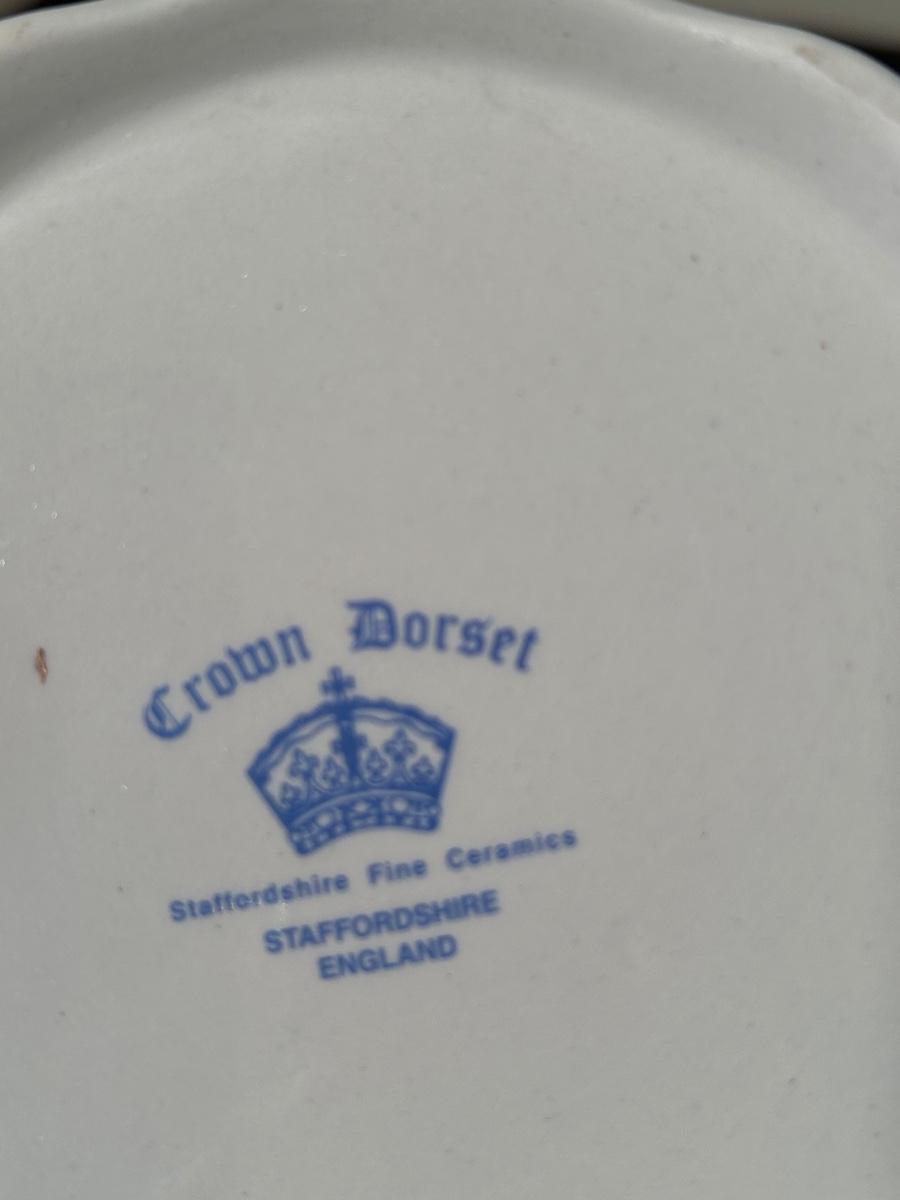 Crown Dorset
Staffordshire Fine Ceramics
STAFFORDSHIRE
ENGLAND